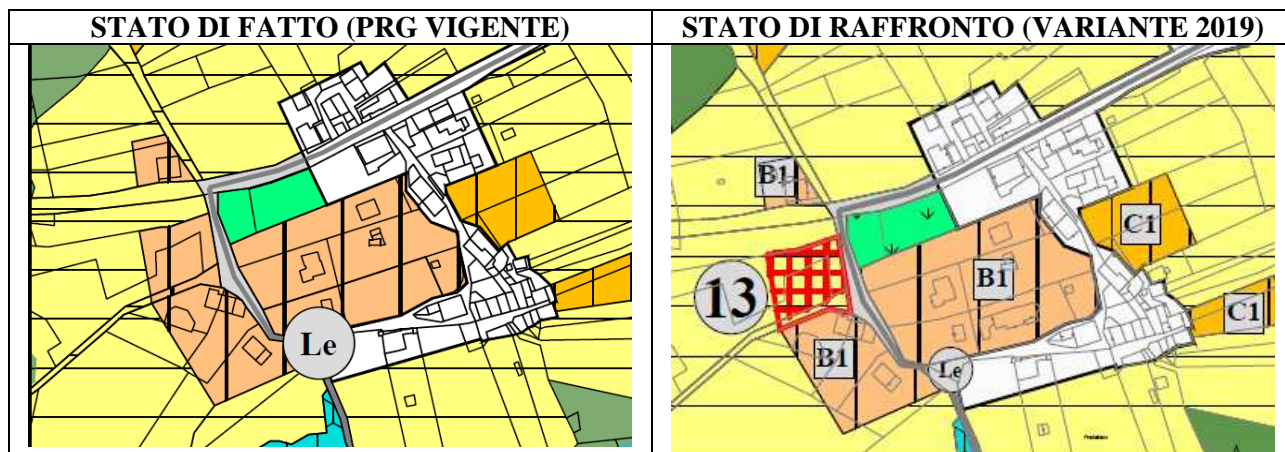 STATO DI FATTO (PRG VIGENTE)
STATO DI RAFFRONTO (VARIANTE 2019)
Le
B1
C1
13
B1
C1
B1
Le